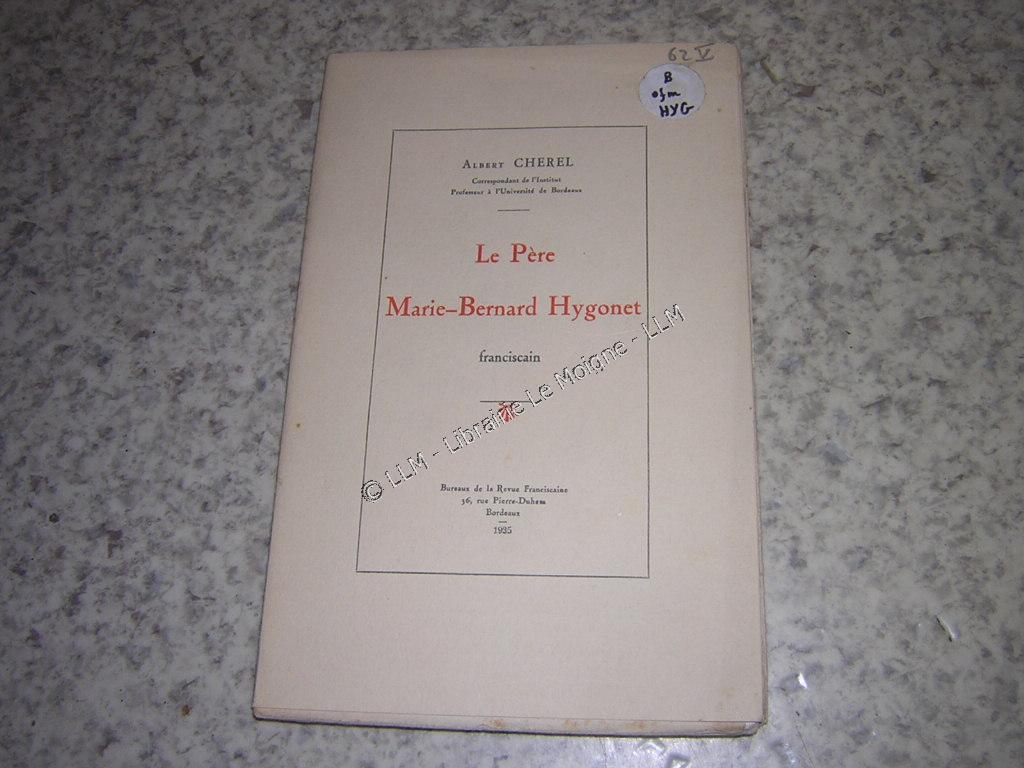 62 V
B
ofm
HYG
ALBERT CHEREL
Correspondant de l'Institut
Professeur à l'Université de Bordeaux
Le Père
Marie-Bernard Hygonet
franciscain
© LLM - Librairie Le Moigne - LLM
Bureaux de la Revue Franciscaine
36, rue Pierre-Duhem
Bordeaux
1935